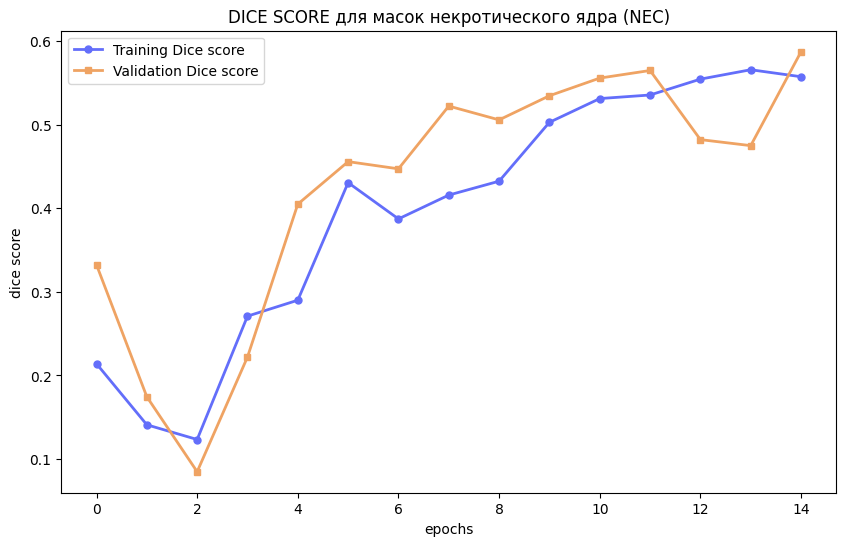 DICE SCORE для масок некротического ядра (NEC)
Training Dice score
Validation Dice score
dice score
0.6
0.5
0.4
0.3
0.2
0.1
0 2 4 6 8 10 12 14
epochs